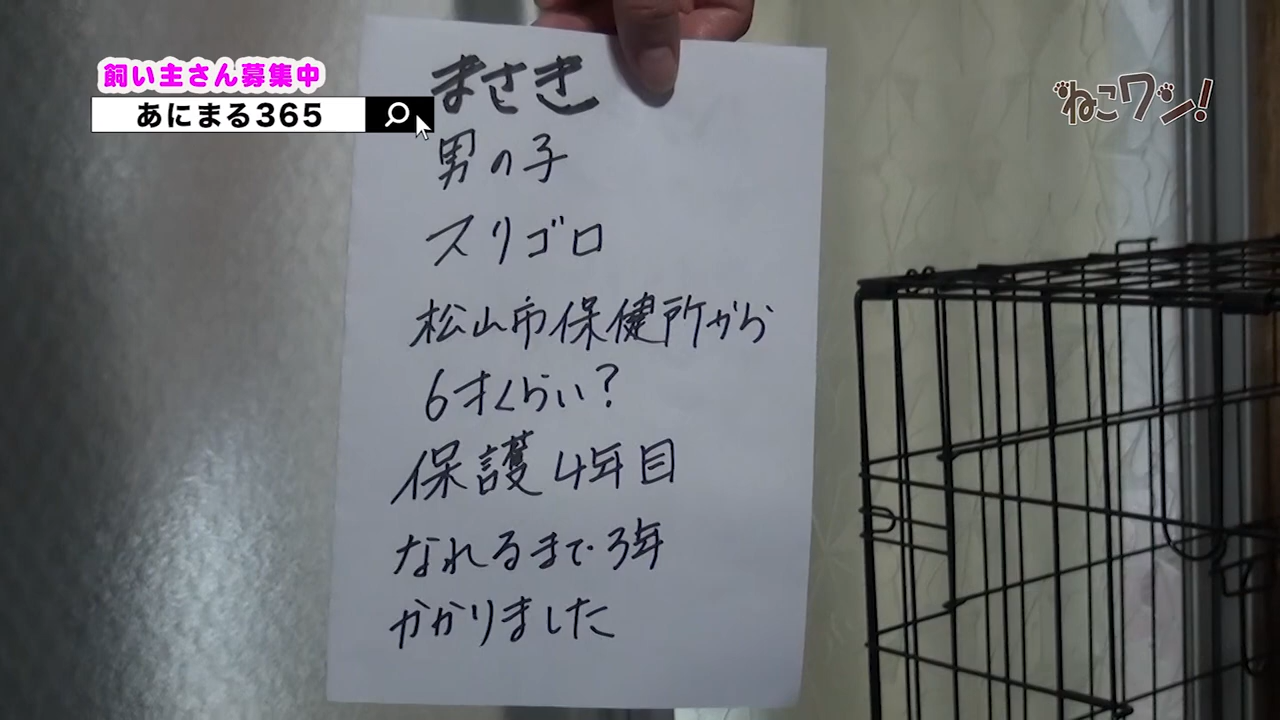 飼い主さん募集中
あにまる365
ねこワン!
まさき
男の子
スリゴロ
松山市保健所から
6才くらい?
保護4年目
なれるまで3年
かかりました